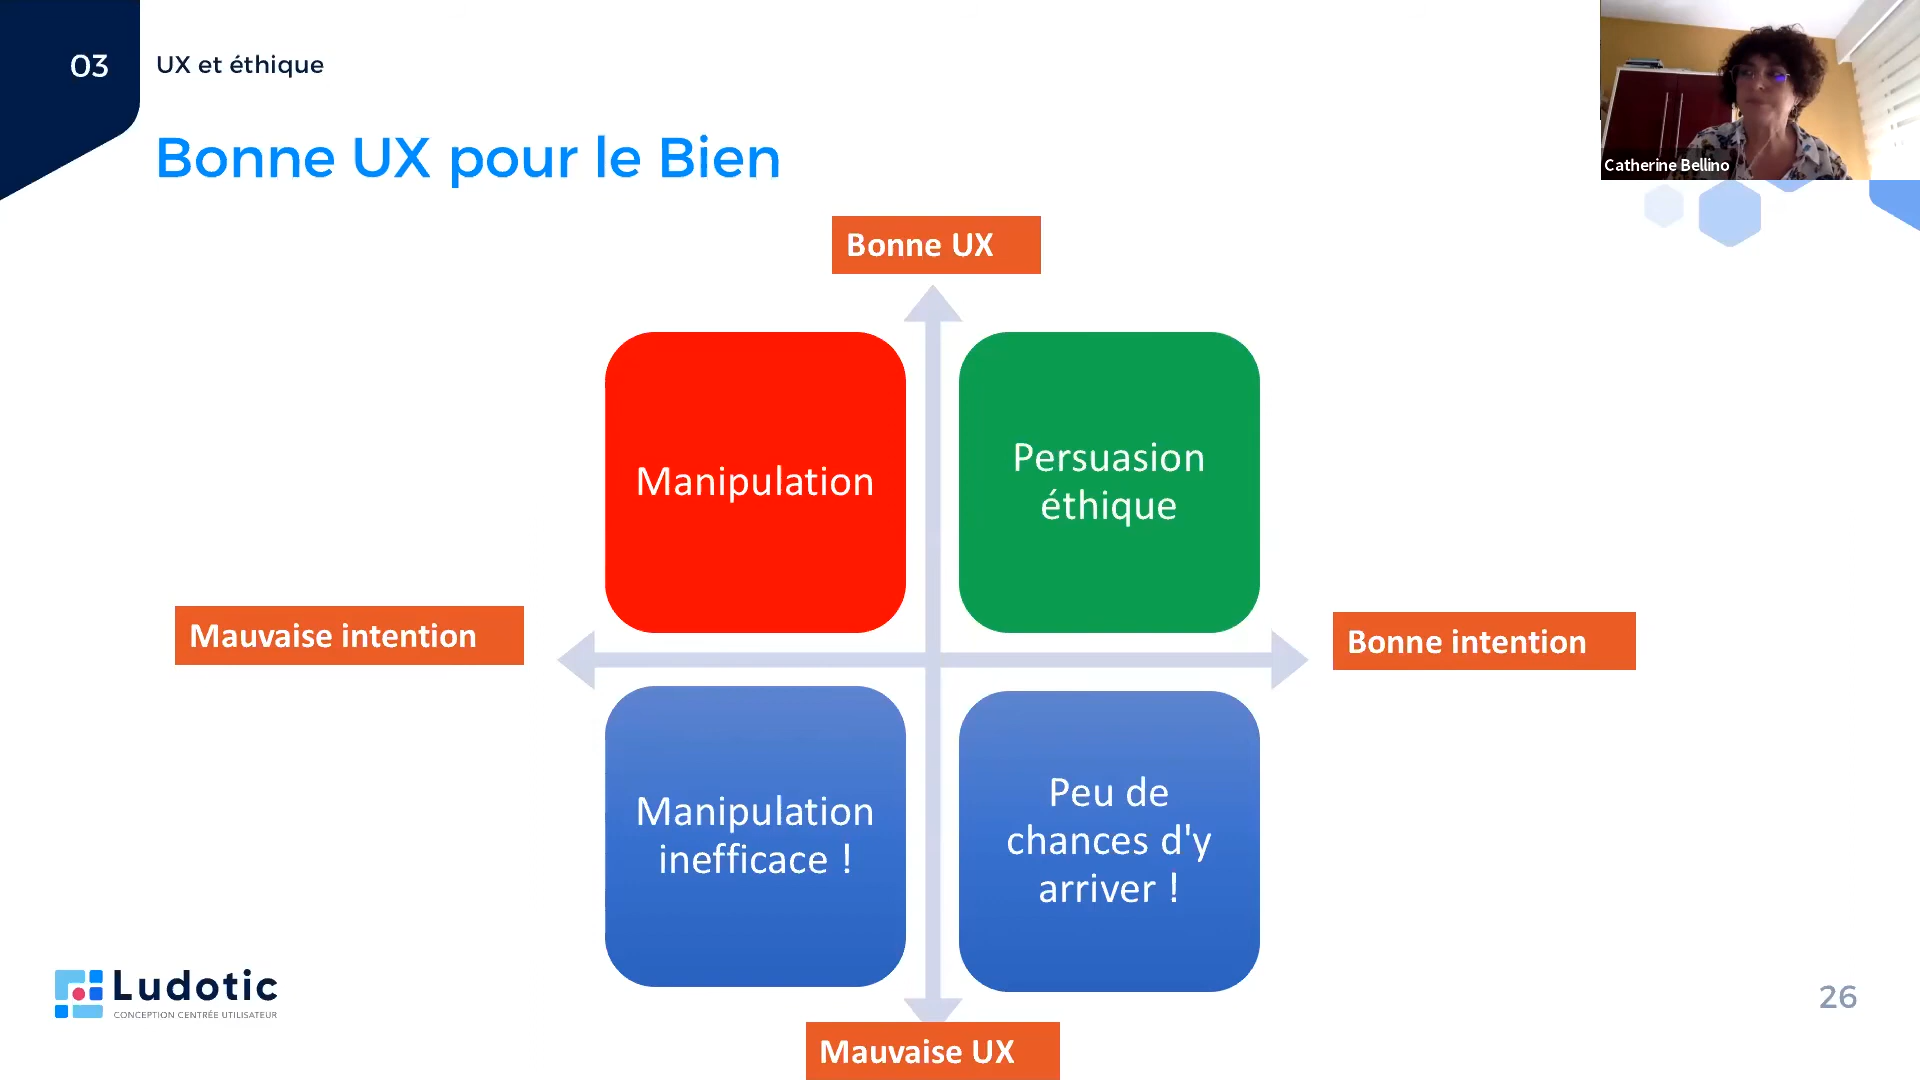 03
UX et éthique
Bonne UX pour le Bien
Catherine Bellino
Bonne UX
Manipulation
Persuasion
éthique
Mauvaise intention
Bonne intention
Manipulation
inefficace !
Peu de
chances d'y
arriver !
Mauvaise UX
Ludotic
CONCEPTION CENTRÉE UTILISATEUR
26